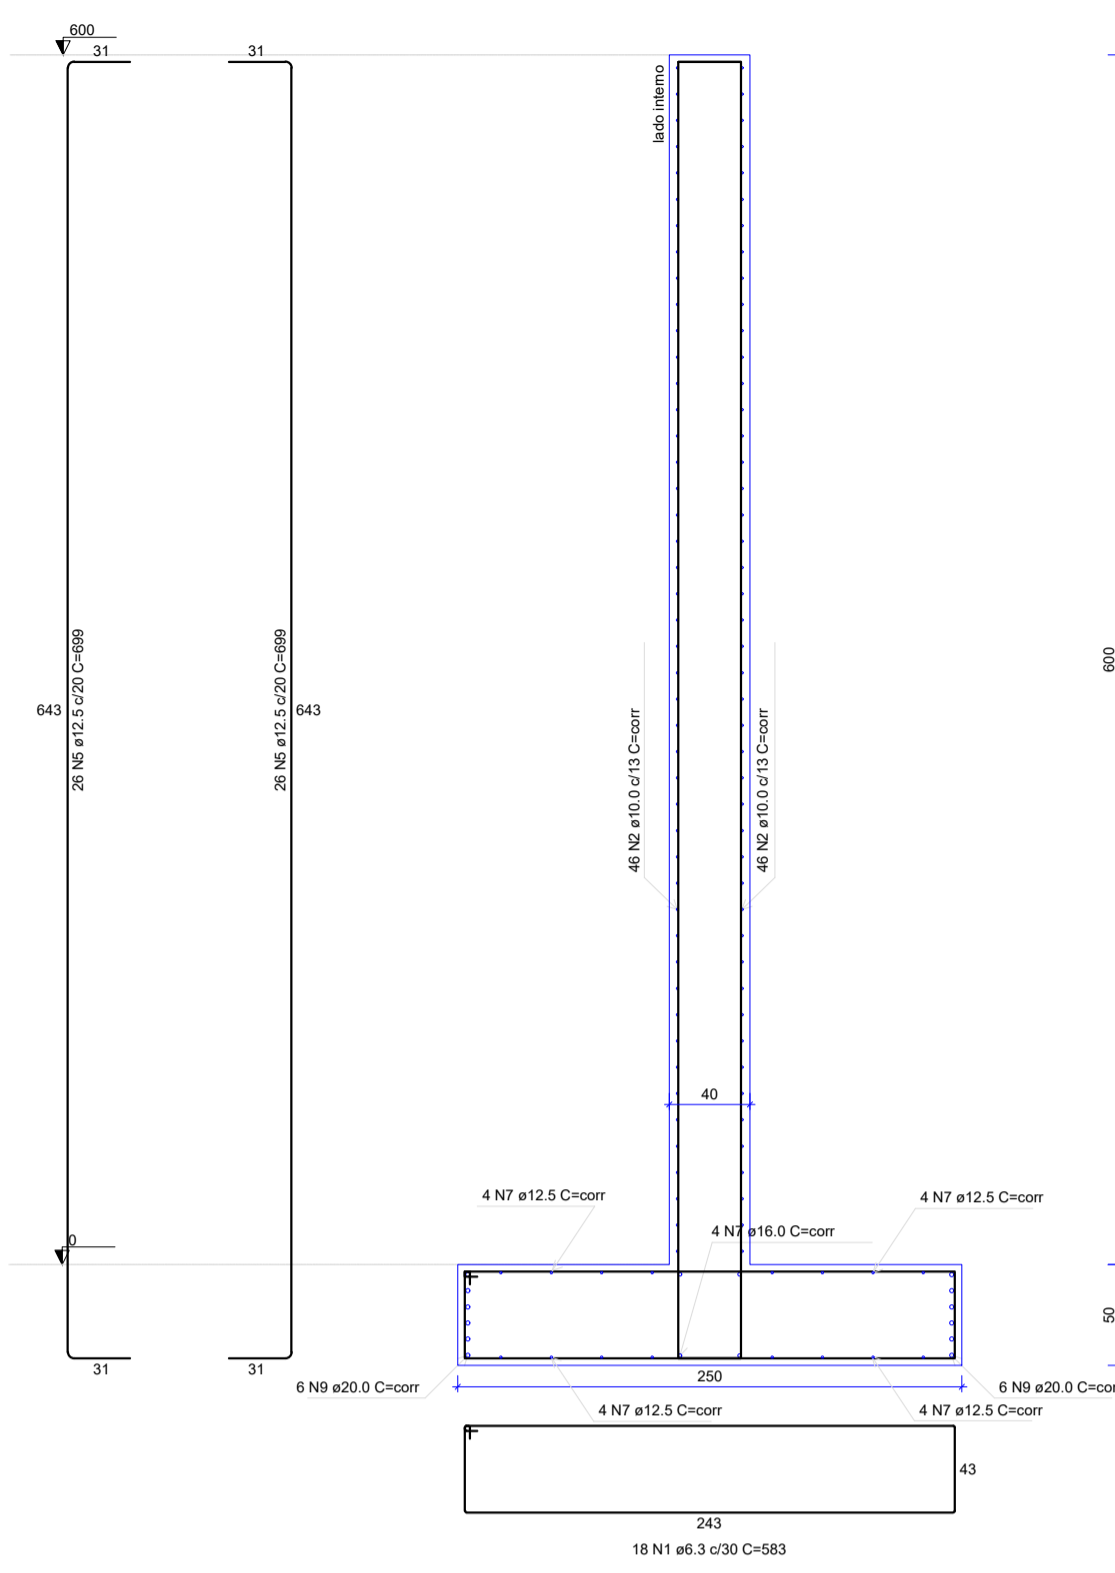 600
31
31
lado interno
600
643
26 N5 ø12.5 c/20 C=699
26 N5 ø12.5 c/20 C=699
643
46 N2 ø10.0 c/13 C=corr
46 N2 ø10.0 c/13 C=corr
40
4 N7 ø12.5 C=corr
4 N7 ø12.5 C=corr
4 N7 ø16.0 C=corr
0
50
31
31
250
6 N9 ø20.0 C=corr
6 N9 ø20.0 C=cor
4 N7 ø12.5 C=corr
4 N7 ø12.5 C=corr
43
243
18 N1 ø6.3 c/30 C=583